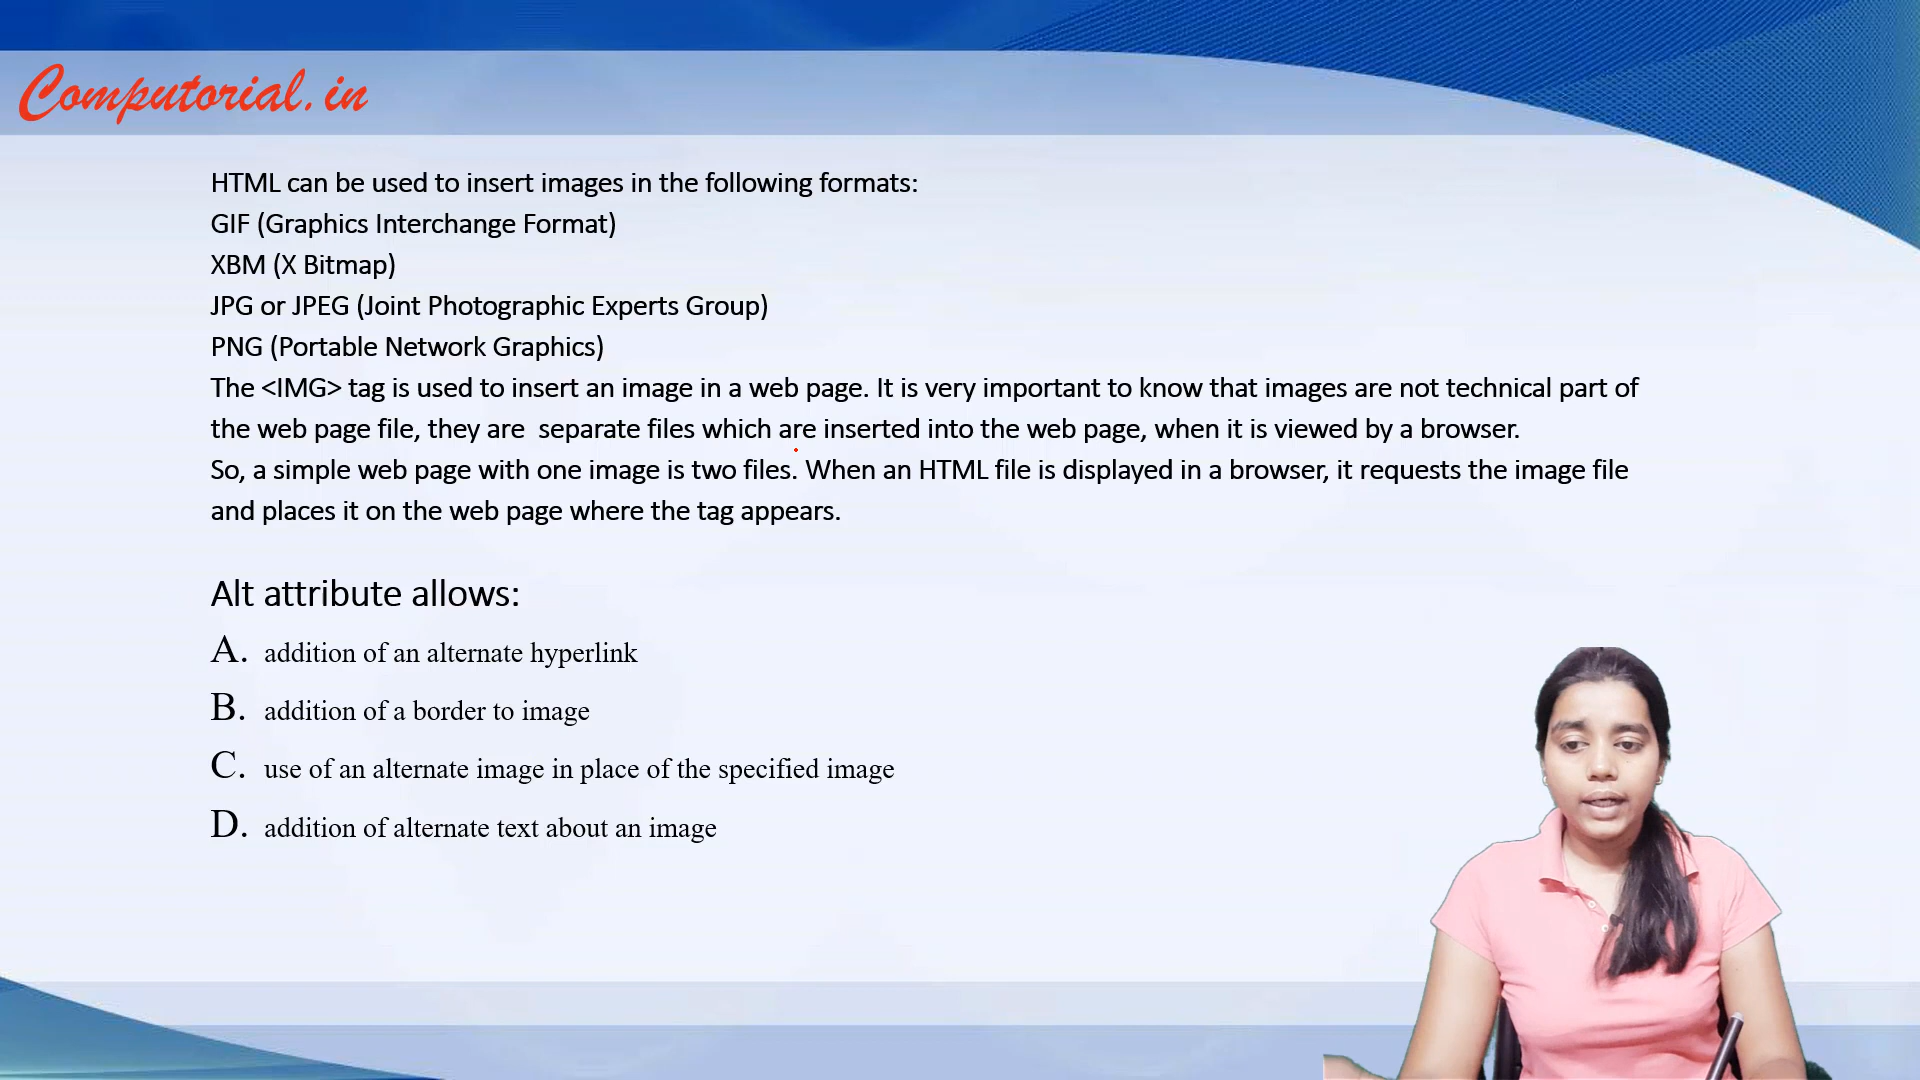 Computorial.in
HTML can be used to insert images in the following formats:
GIF (Graphics Interchange Format)
XBM (X Bitmap)
JPG or JPEG (Joint Photographic Experts Group)
PNG (Portable Network Graphics)
The <IMG> tag is used to insert an image in a web page. It is very important to know that images are not technical part of
the web page file, they are  separate files which are inserted into the web page, when it is viewed by a browser.
So, a simple web page with one image is two files. When an HTML file is displayed in a browser, it requests the image file
and places it on the web page where the tag appears.
Alt attribute allows:
A. addition of an alternate hyperlink
B. addition of a border to image
C. use of an alternate image in place of the specified image
D. addition of alternate text about an image